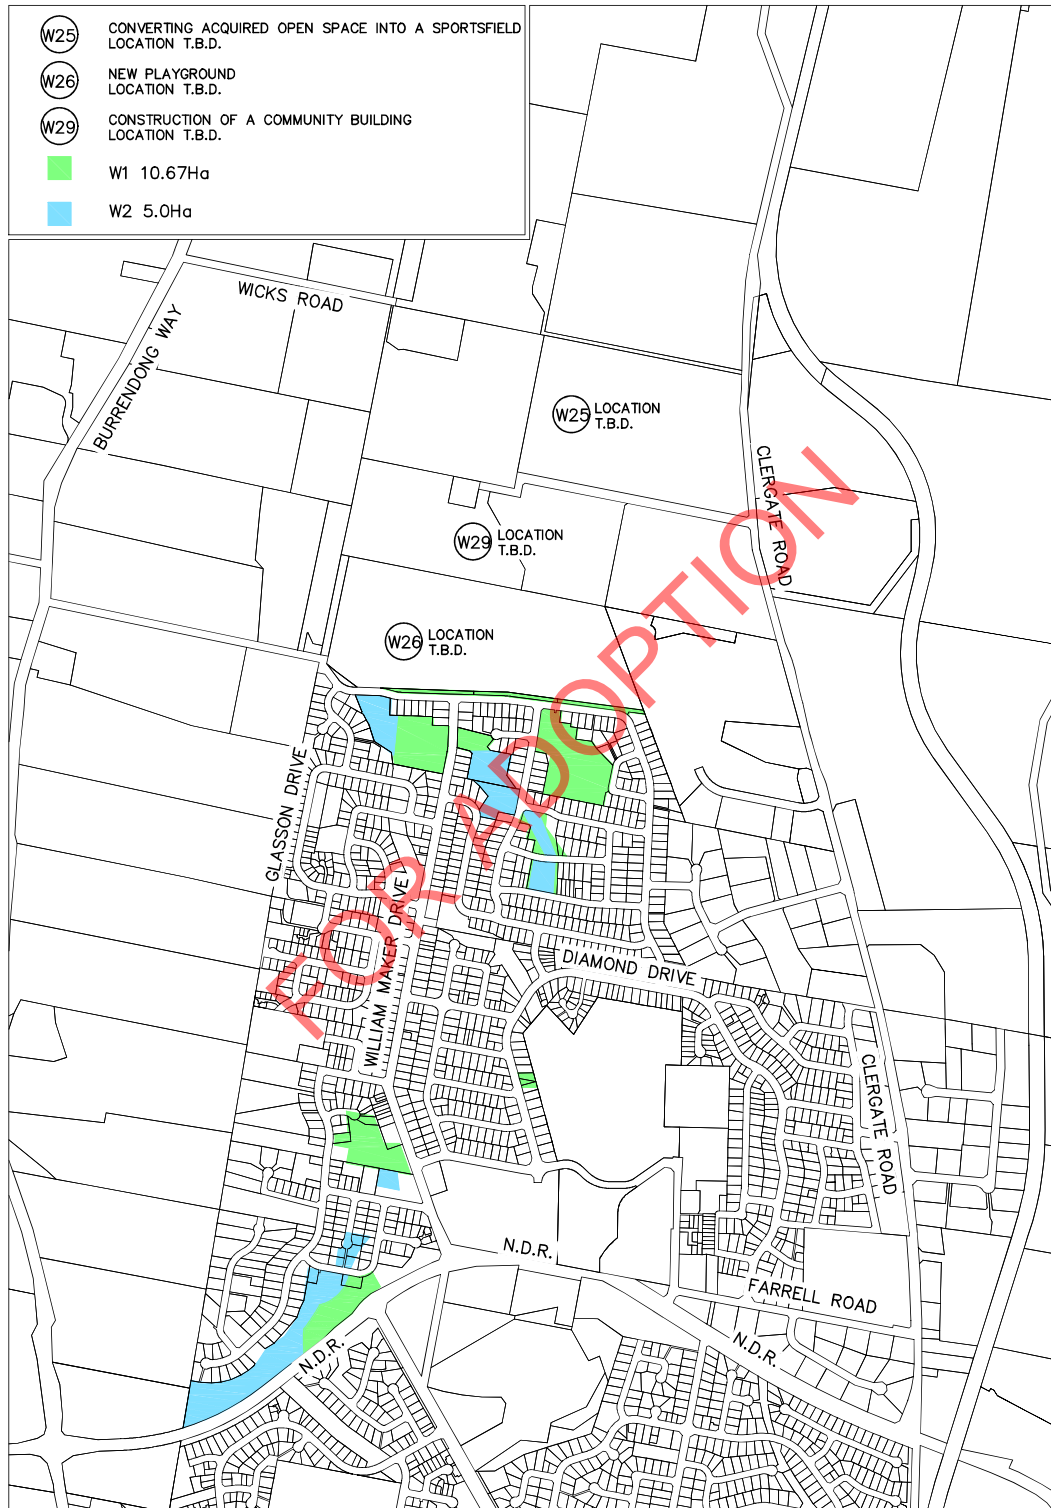 W25 CONVERTING ACQUIRED OPEN SPACE INTO A SPORTSFIELD
LOCATION T.B.D.
W26 NEW PLAYGROUND
LOCATION T.B.D.
W29 CONSTRUCTION OF A COMMUNITY BUILDING
LOCATION T.B.D.
W1 10.67Ha
W2 5.0Ha
WICKS ROAD
BURRENDONG WAY
W25 LOCATION
T.B.D.
CLERGATE ROAD
W29 LOCATION
T.B.D.
W26 LOCATION
T.B.D.
FOR ADOPTION
GLASSON DRIVE
WILLIAM MAKER DRIVE
DIAMOND DRIVE
CLERGATE ROAD
N.D.R.
FARRELL ROAD
N.D.R.
N.D.R.